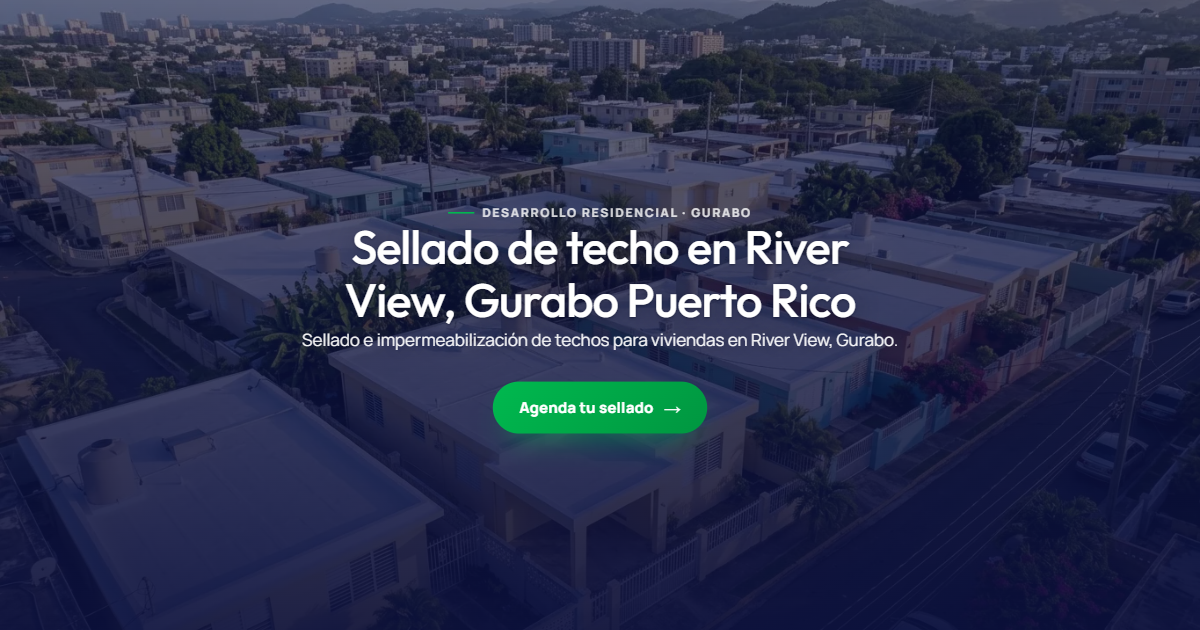 DESARROLLO RESIDENCIAL · GURABO
Sellado de techo en River
View, Gurabo Puerto Rico
Sellado e impermeabilización de techos para viviendas en River View, Gurabo.
Agenda tu sellado →